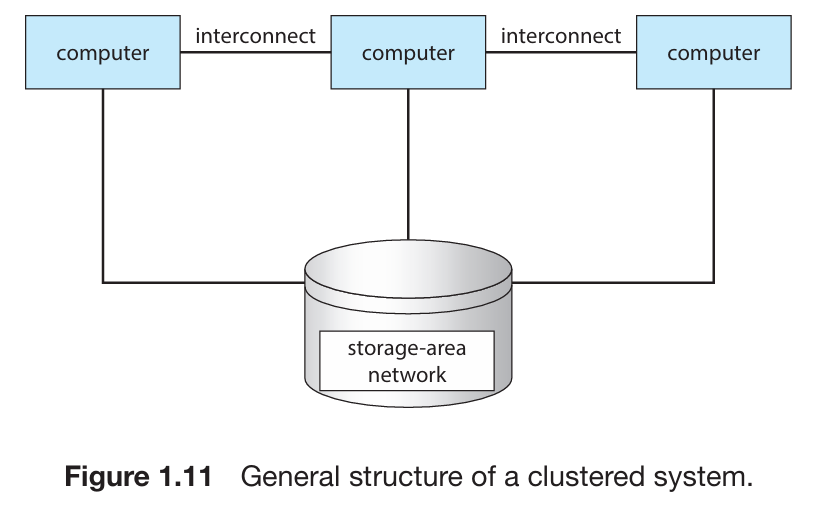 computer
interconnect
computer
interconnect
computer
storage-area
network
Figure 1.11 General structure of a clustered system.